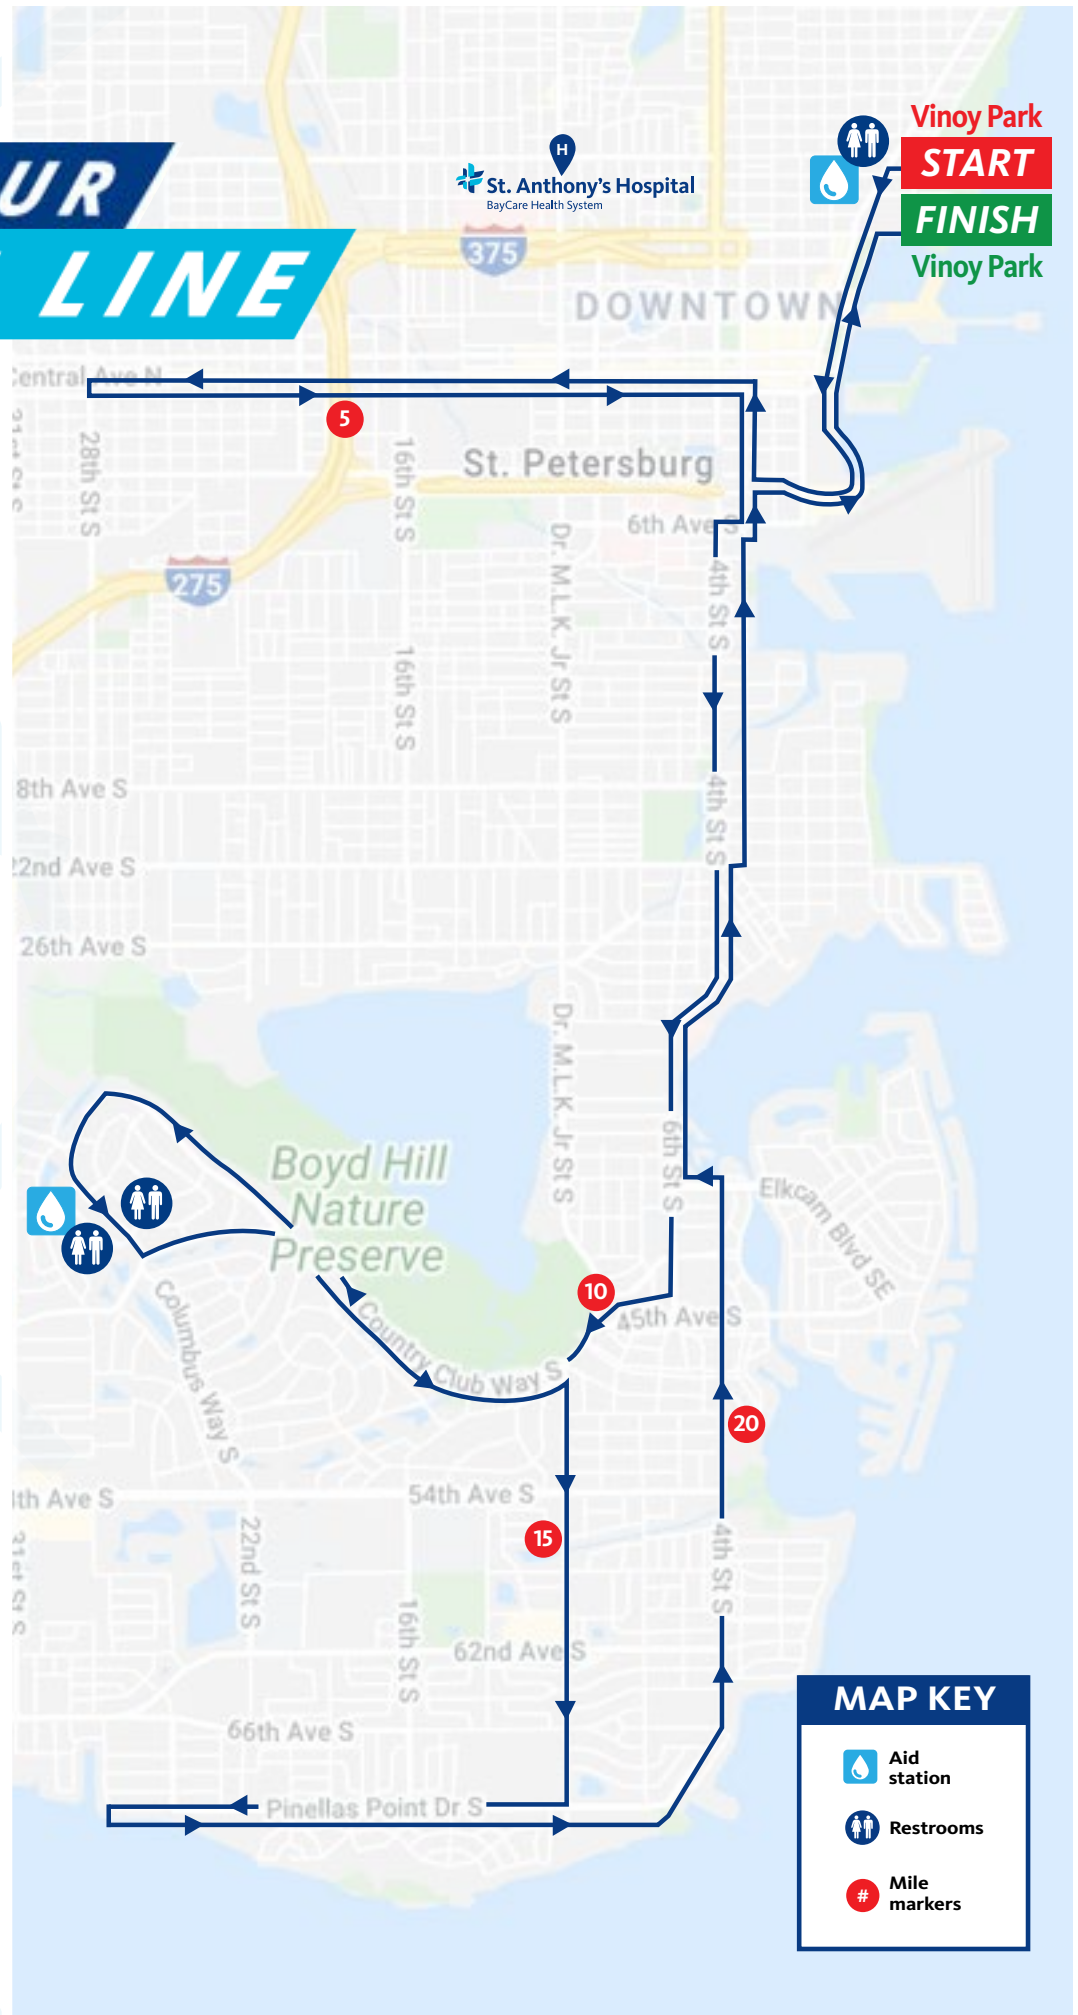 Vinoy Park
START
FINISH
Vinoy Park
H
St. Anthony's Hospital
BayCare Health System
UR
LINE
375
DOWNTOWN
Central Ave N
5
28th St S
16th St S
St. Petersburg
6th Ave S
Dr. M.L.K. Jr St S
4th St S
275
16th St S
8th Ave S
4th St S
22nd Ave S
26th Ave S
Dr. M.L.K. Jr St S
6th St S
Boyd Hill
Nature
Preserve
Elkcam Blvd SE
10
45th Ave S
Columbus Way S
Country Club Way S
20
54th Ave S
15
22nd St S
31st St S
4th St S
16th St S
62nd Ave S
66th Ave S
Pinellas Point Dr S
MAP KEY
Aid
station
Restrooms
#
Mile
markers